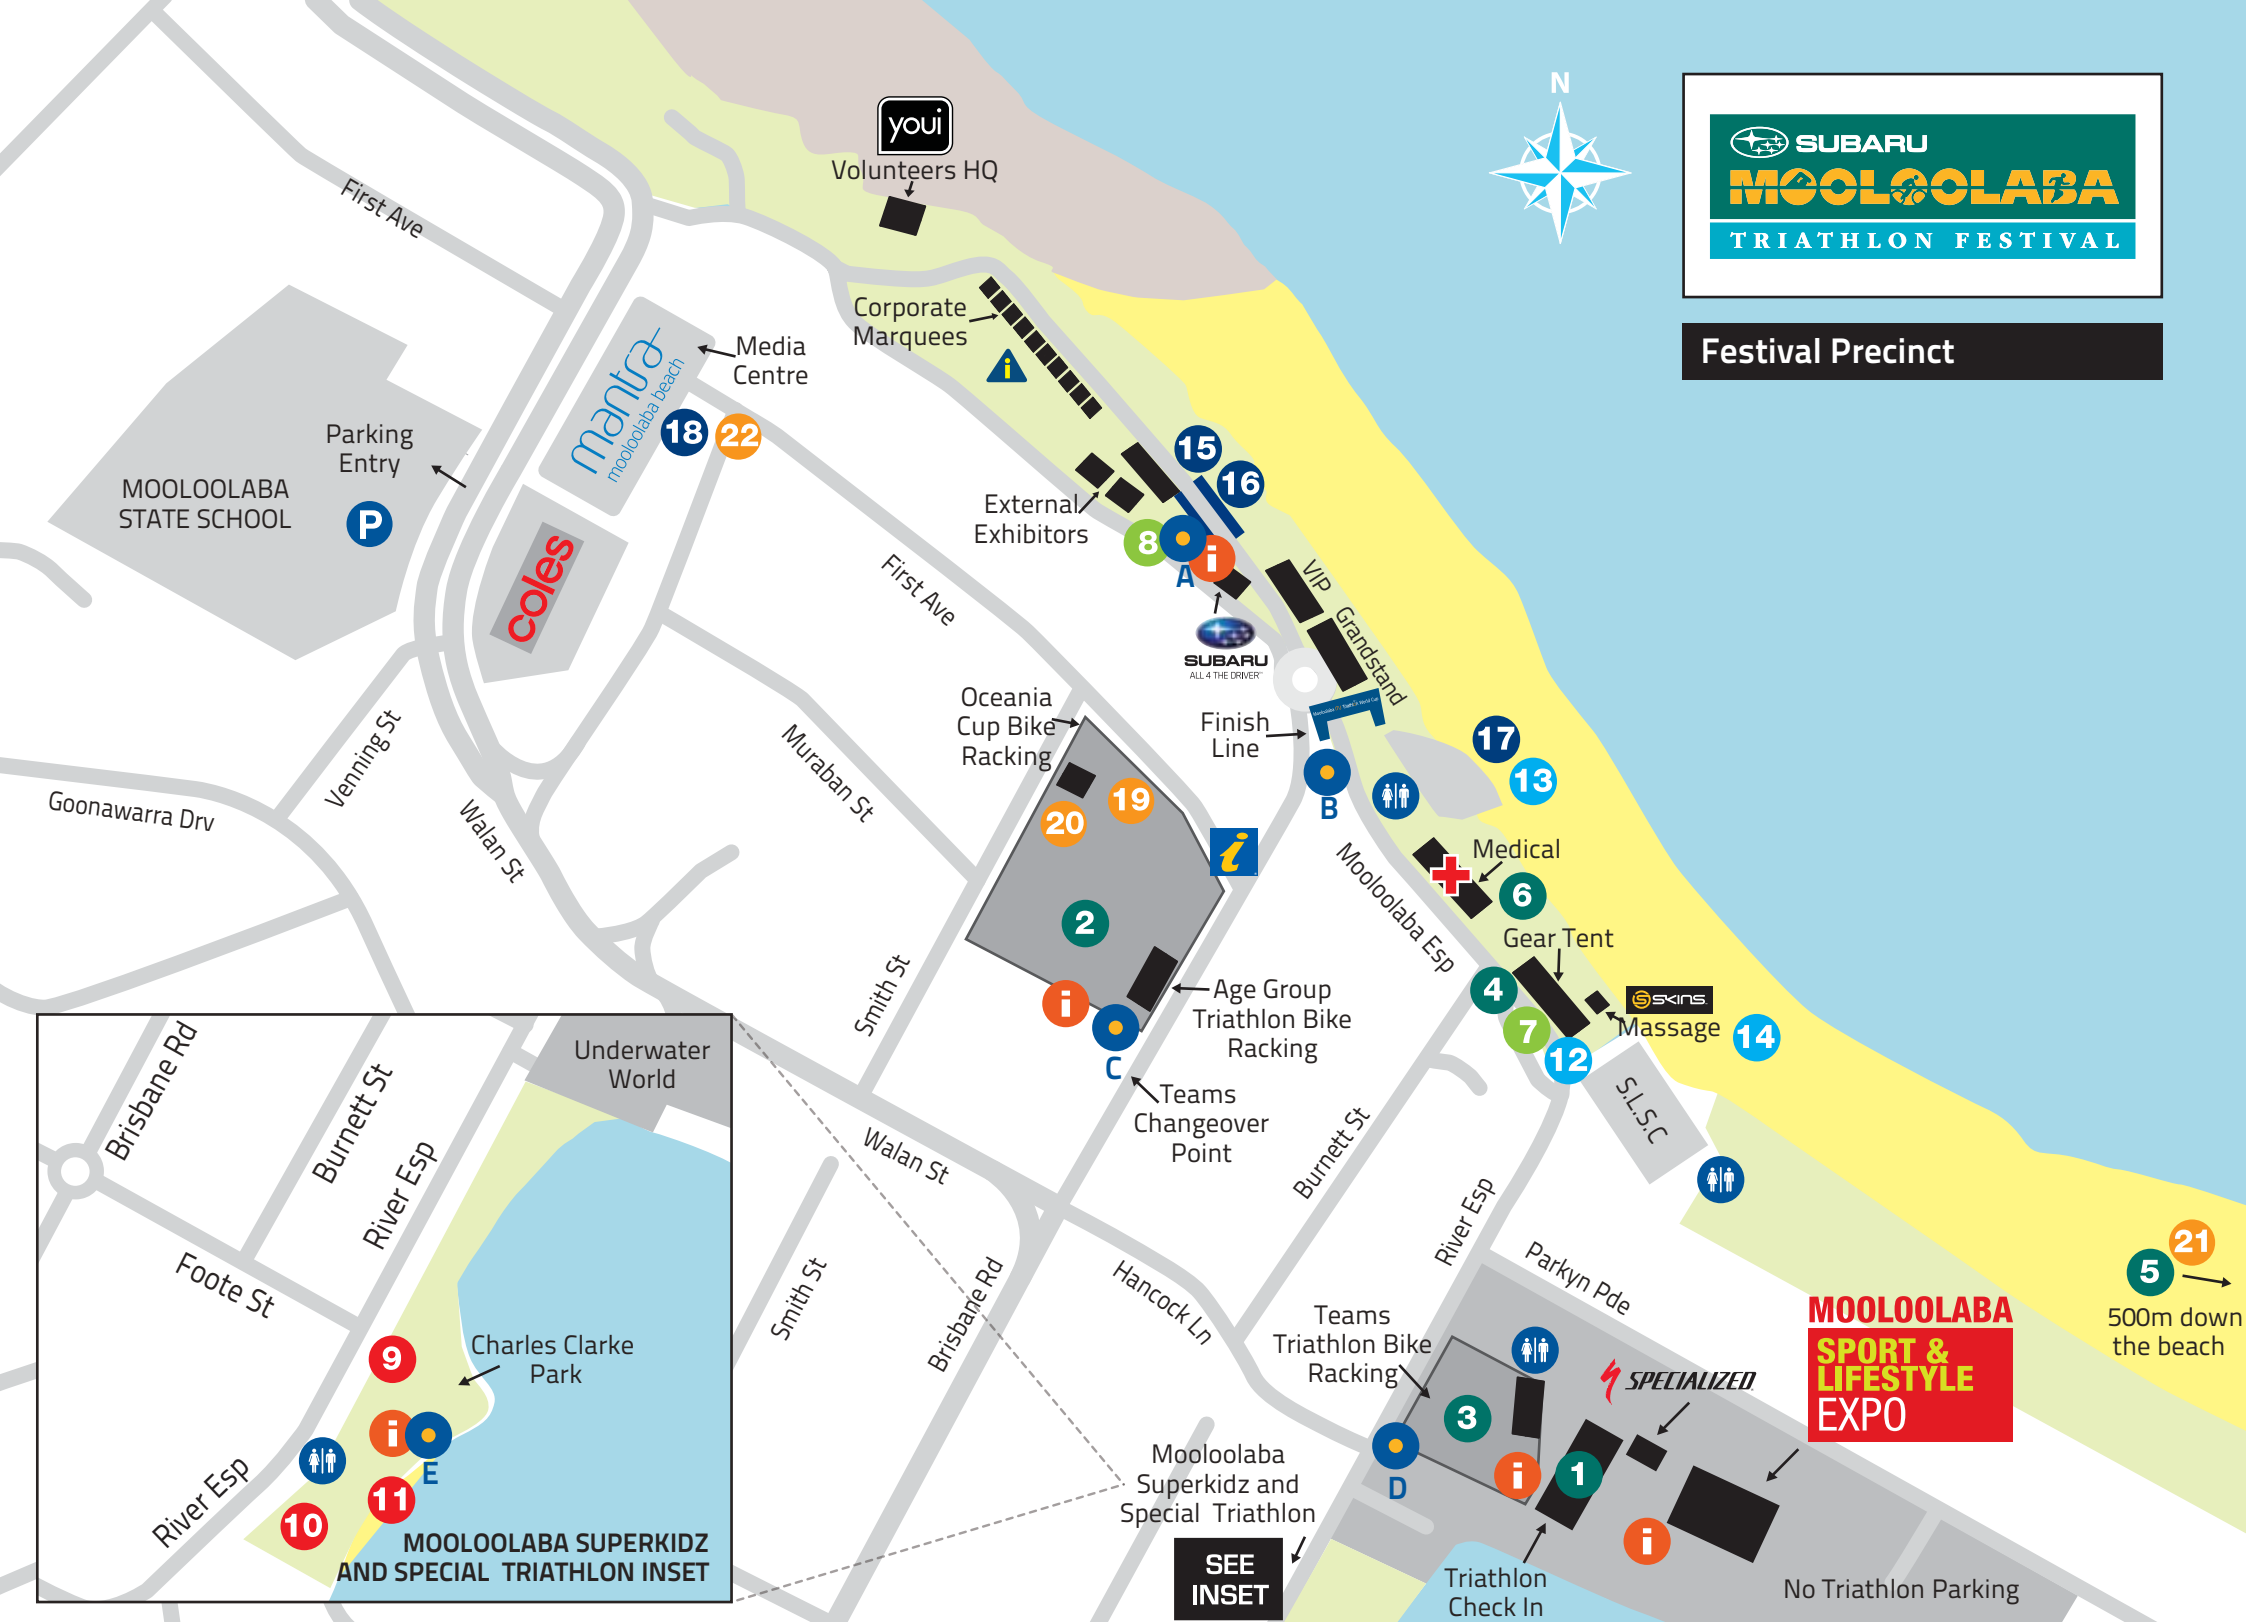 N
SUBARU
MOOLOOLABA
TRIATHLON FESTIVAL
Festival Precinct
youi
Volunteers HQ
First Ave
Corporate
Marquees
i
Media
Centre
mantra
mooloolaba beach
18
22
Parking
Entry
MOOLOOLABA
STATE SCHOOL
P
coles
15
16
External
Exhibitors
8
A
i
VIP
Grandstand
SUBARU
ALL 4 THE DRIVER
First Ave
Oceania
Cup Bike
Racking
Finish
Line
B
17
13
Venning St
Goonawarra Drv
Walan St
Muraban St
19
20
i
2
Medical
6
Mooloolaba Esp
Gear Tent
4
7
12
SKINS
Massage
14
S.L.S.C
Smith St
i
C
Age Group
Triathlon Bike
Racking
Teams
Changeover
Point
Walan St
Burnett St
River Esp
Parkyn Pde
21
5
500m down
the beach
Smith St
Brisbane Rd
Hancock Ln
Teams
Triathlon Bike
Racking
3
D
i
1
SPECIALIZED
MOOLOOLABA
SPORT &
LIFESTYLE
EXPO
i
Mooloolaba
Superkidz and
Special Triathlon
SEE
INSET
Triathlon
Check In
No Triathlon Parking
Brisbane Rd
Burnett St
River Esp
Underwater
World
Foote St
9
Charles Clarke
Park
i
E
River Esp
10
11
MOOLOOLABA SUPERKIDZ
AND SPECIAL TRIATHLON INSET